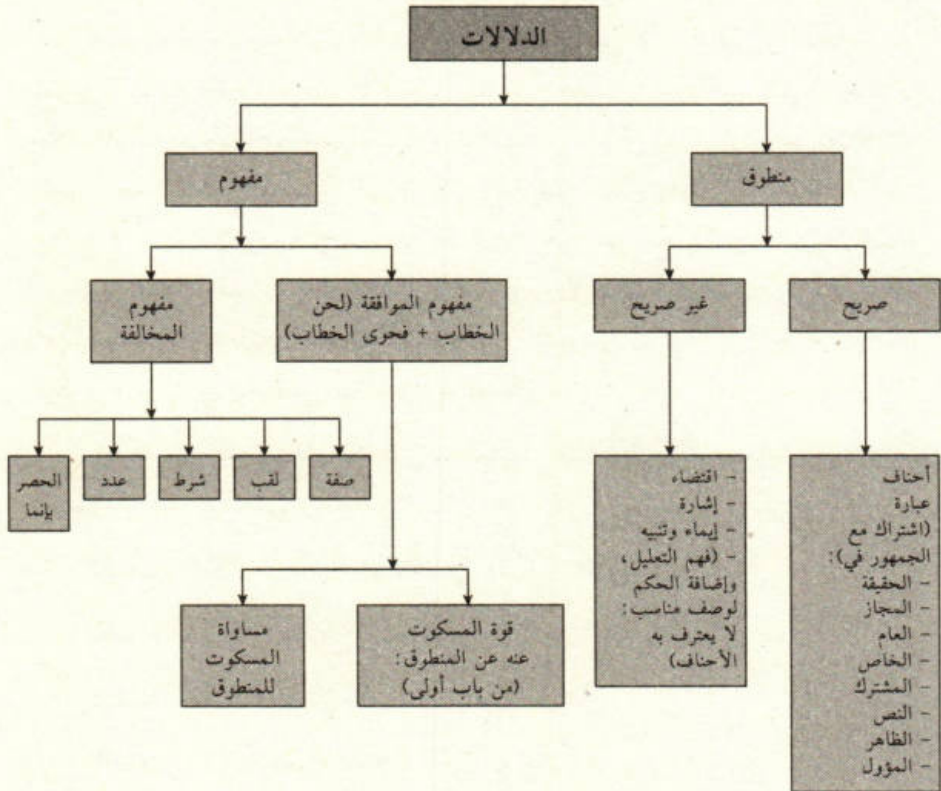 الدلالات
منطوق
مفهوم
صريح
غير صريح
مفهوم الموافقة (لحن
الخطاب + فحوى الخطاب)
مفهوم
المخالفة
أحناف
عبارة
(اشتراك مع
الجمهور في):
- الحقيقة
- المجاز
- العام
- الخاص
- المشترك
- النص
- الظاهر
- المؤول
- اقتضاء
- إشارة
- إيماء وتنبيه
- (فهم التعليل،
وإضافة الحكم
لوصف مناسب:
لا يعترف به
الأحناف)
صفة
لقب
شرط
عدد
الحصر
بإنما
قوة المسكوت
عنه عن المنطوق:
(من باب أولى)
مساواة
المسكوت
للمنطوق